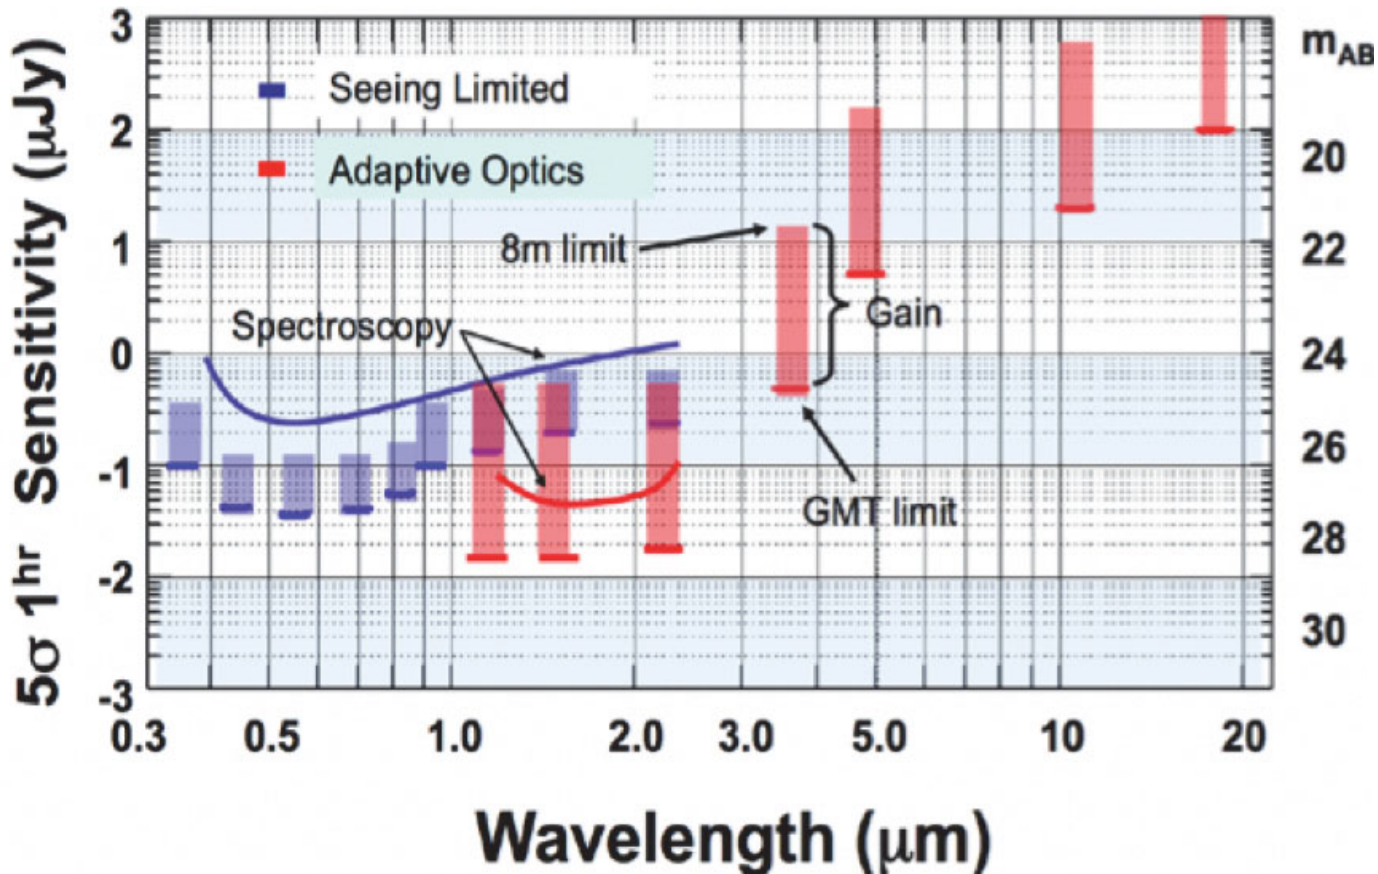 5σ 1hr Sensitivity (μJy)
3
2
1
0
-1
-2
-3
Seeing Limited
Adaptive Optics
8m limit
Gain
Spectroscopy
GMT limit
mAB
20
22
24
26
28
30
0.3 0.5 1.0 2.0 3.0 5.0 10 20
Wavelength (μm)